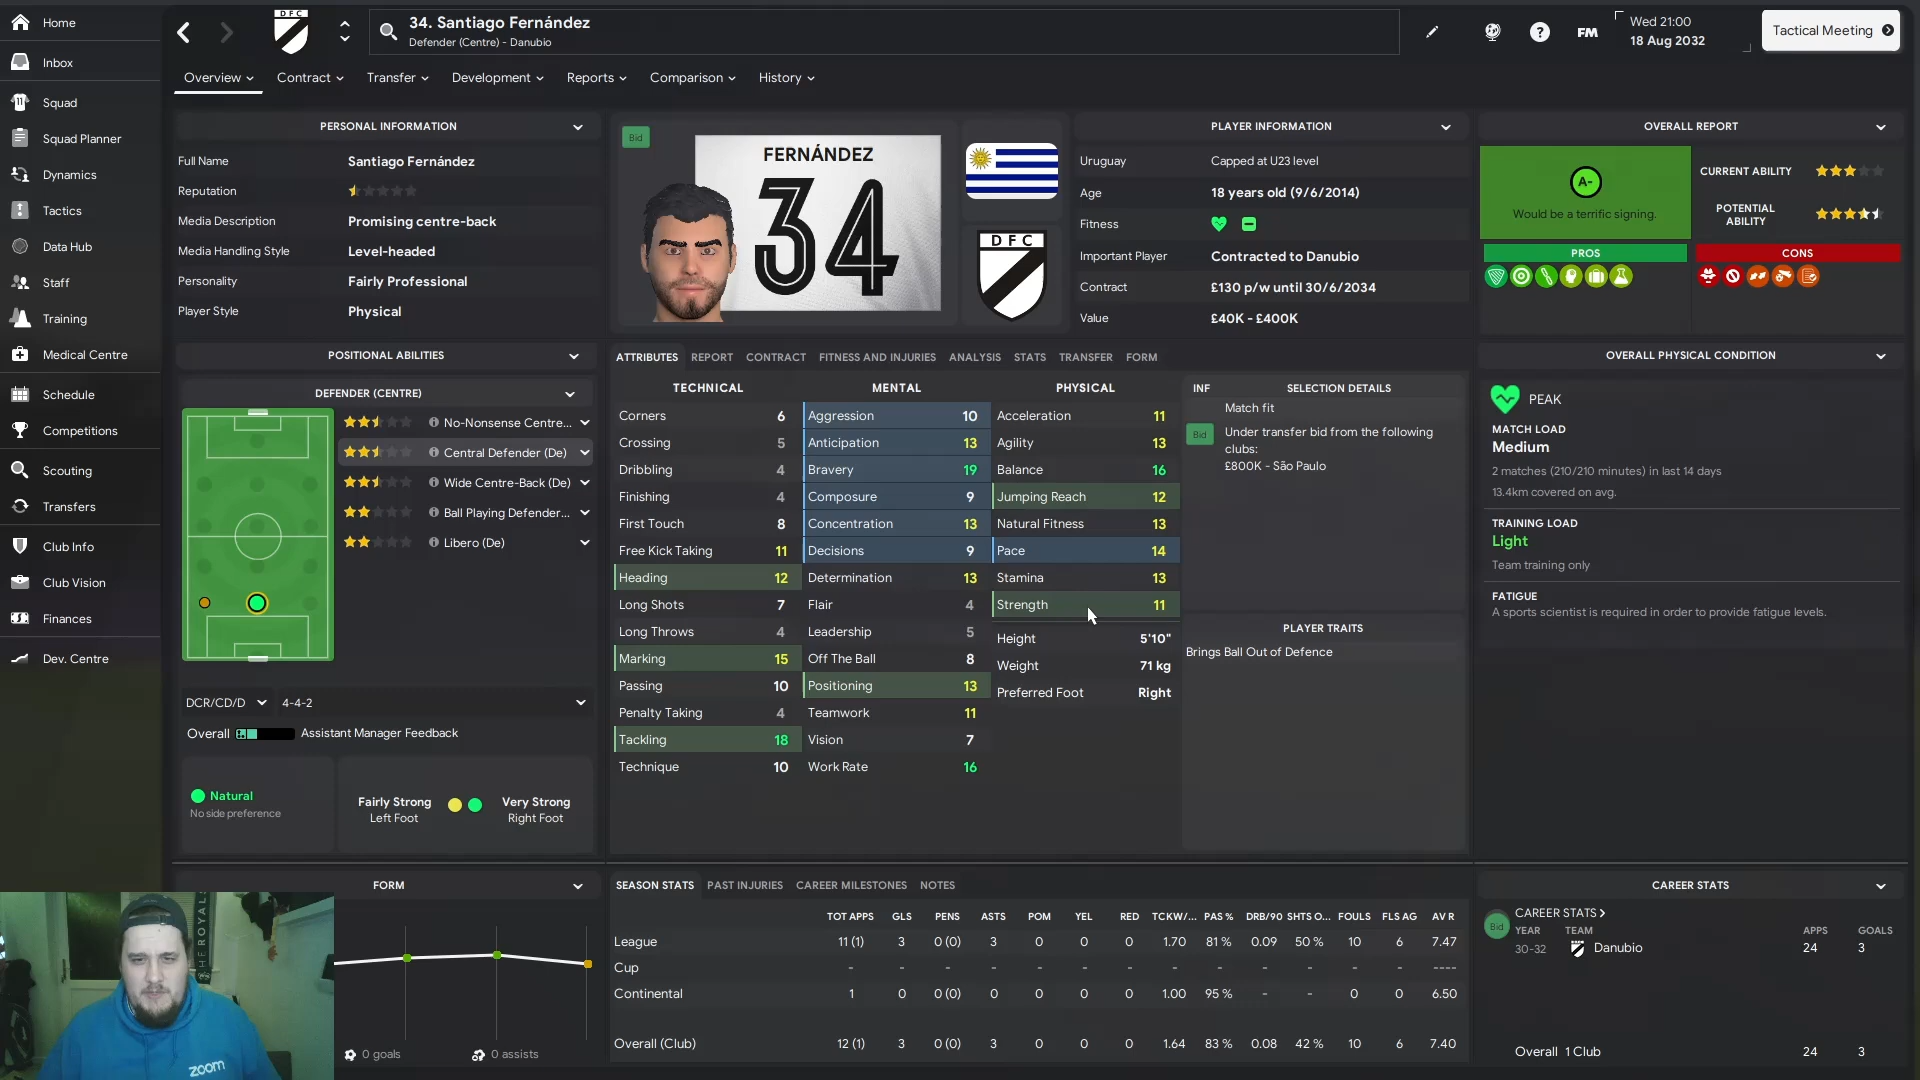 Home
Inbox
Squad
Squad Planner
Dynamics
Tactics
Data Hub
Staff
Training
Medical Centre
Schedule
Competitions
Scouting
Transfers
Club Info
Club Vision
Finances
Dev. Centre
DFC
34. Santiago Fernández
Defender (Centre) - Danubio
FM
Wed 21:00
18 Aug 2032
Tactical Meeting
Overview
Contract
Transfer
Development
Reports
Comparison
History
PERSONAL INFORMATION
Full Name Santiago Fernández
Reputation
Media Description Promising centre-back
Media Handling Style Level-headed
Personality Fairly Professional
Player Style Physical
Bid
FERNÁNDEZ
34
DFC
PLAYER INFORMATION
Uruguay Capped at U23 level
Age 18 years old (9/6/2014)
Fitness
Important Player Contracted to Danubio
Contract £130 p/w until 30/6/2034
Value £40K - £400K
OVERALL REPORT
A-
Would be a terrific signing.
CURRENT ABILITY
POTENTIAL ABILITY
PROS
CONS
POSITIONAL ABILITIES
DEFENDER (CENTRE)
No-Nonsense Centre...
Central Defender (De)
Wide Centre-Back (De)
Ball Playing Defender...
Libero (De)
DCR/CD/D 4-4-2
Overall Assistant Manager Feedback
Natural
No side preference
Fairly Strong
Left Foot
Very Strong
Right Foot
ATTRIBUTES REPORT CONTRACT FITNESS AND INJURIES ANALYSIS STATS TRANSFER FORM
TECHNICAL
Corners 6
Crossing 5
Dribbling 4
Finishing 4
First Touch 8
Free Kick Taking 11
Heading 12
Long Shots 7
Long Throws 4
Marking 15
Passing 10
Penalty Taking 4
Tackling 18
Technique 10
MENTAL
Aggression 10
Anticipation 13
Bravery 19
Composure 9
Concentration 13
Decisions 9
Determination 13
Flair 4
Leadership 5
Off The Ball 8
Positioning 13
Teamwork 11
Vision 7
Work Rate 16
PHYSICAL
Acceleration 11
Agility 13
Balance 16
Jumping Reach 12
Natural Fitness 13
Pace 14
Stamina 13
Strength 11
Height 5'10"
Weight 71 kg
Preferred Foot Right
INF SELECTION DETAILS
Match fit
Bid
Under transfer bid from the following
clubs:
£800K - São Paulo
PLAYER TRAITS
Brings Ball Out of Defence
OVERALL PHYSICAL CONDITION
PEAK
MATCH LOAD
Medium
2 matches (210/210 minutes) in last 14 days
13.4km covered on avg.
TRAINING LOAD
Light
Team training only
FATIGUE
A sports scientist is required in order to provide fatigue levels.
FORM
0 goals
0 assists
zoom
SEASON STATS PAST INJURIES CAREER MILESTONES NOTES
TOT APPS GLS PENS ASTS POM YEL RED TCKW/... PAS % DRB/90 SHTS O... FOULS FLS AG AV R
League 11 (1) 3 0 (0) 3 0 0 0 1.70 81 % 0.09 50 % 10 6 7.47
Cup - - - - - - - - - - - - - ----
Continental 1 0 0 (0) 0 0 0 0 1.00 95 % - - 0 0 6.50
Overall (Club) 12 (1) 3 0 (0) 3 0 0 0 1.64 83 % 0.08 42 % 10 6 7.40
CAREER STATS
Bid
CAREER STATS
YEAR TEAM APPS GOALS
30-32 Danubio 24 3
Overall 1 Club 24 3